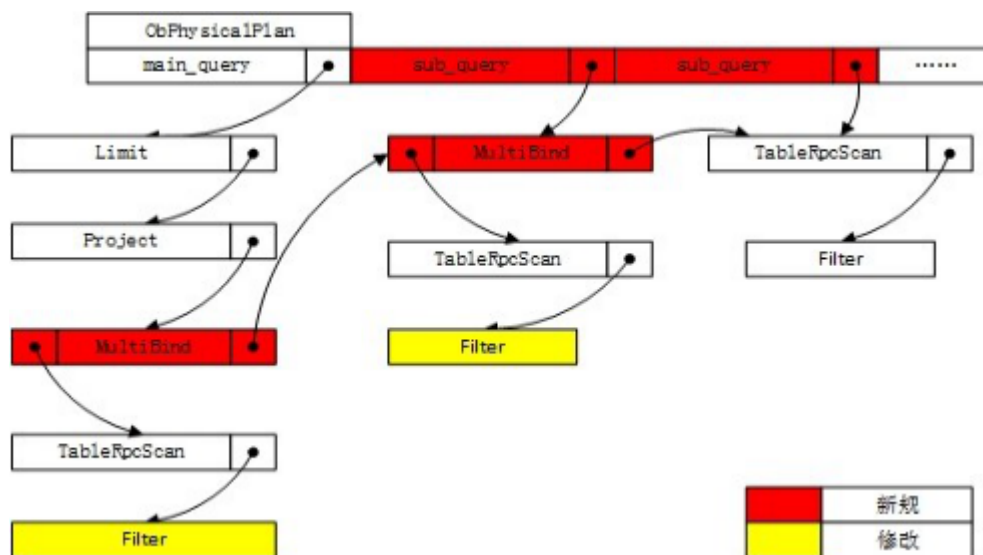 ObPhysicalPlan
main_query sub_query sub_query ……
Limit MultiBind TableRpcScan
Project TableRpcScan Filter
MultiBind Filter
TableRpcScan
Filter
新规
修改